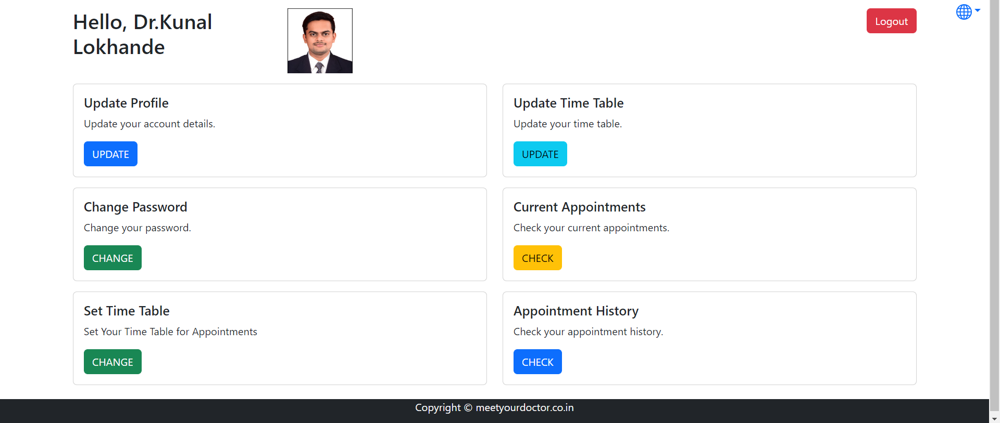 Hello, Dr.Kunal
Lokhande
Logout
Update Profile
Update your account details.
UPDATE
Update Time Table
Update your time table.
UPDATE
Change Password
Change your password.
CHANGE
Current Appointments
Check your current appointments.
CHECK
Set Time Table
Set Your Time Table for Appointments
CHANGE
Appointment History
Check your appointment history.
CHECK
Copyright © meetyourdoctor.co.in